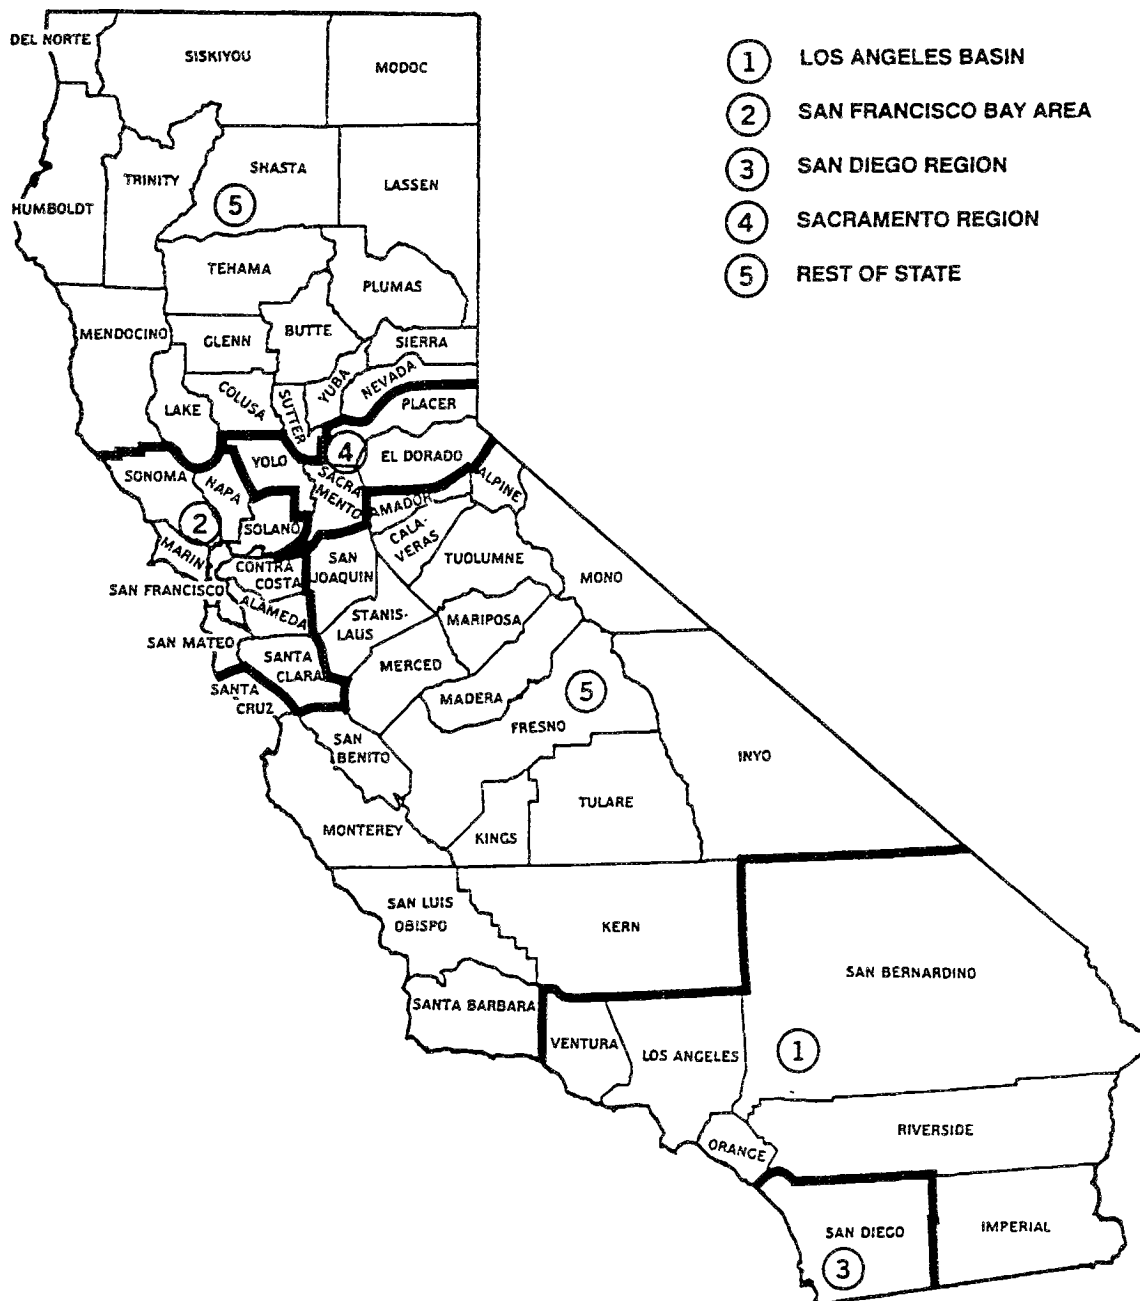 1 LOS ANGELES BASIN
2 SAN FRANCISCO BAY AREA
3 SAN DIEGO REGION
4 SACRAMENTO REGION
5 REST OF STATE
DEL NORTE
SISKIYOU
MODOC
HUMBOLDT
TRINITY
SHASTA
5
LASSEN
TEHAMA
PLUMAS
MENDOCINO
GLENN
BUTTE
SIERRA
LAKE
COLUSA
SUTTER
YUBA
NEVADA
PLACER
SONOMA
NAPA
YOLO
4
EL DORADO
SACRA
MENTO
AMADOR
ALPINE
2
SOLANO
MARIN
CONTRA
COSTA
SAN
JOAQUIN
CALA-
VERAS
TUOLUMNE
MONO
SAN FRANCISCO
ALAMEDA
STANIS-
LAUS
MARIPOSA
SAN MATEO
SANTA
CLARA
MERCED
MADERA
5
SANTA
CRUZ
SAN
BENITO
FRESNO
INYO
MONTEREY
KINGS
TULARE
SAN LUIS
OBISPO
KERN
SAN BERNARDINO
SANTA BARBARA
VENTURA
LOS ANGELES
1
ORANGE
RIVERSIDE
SAN DIEGO
3
IMPERIAL